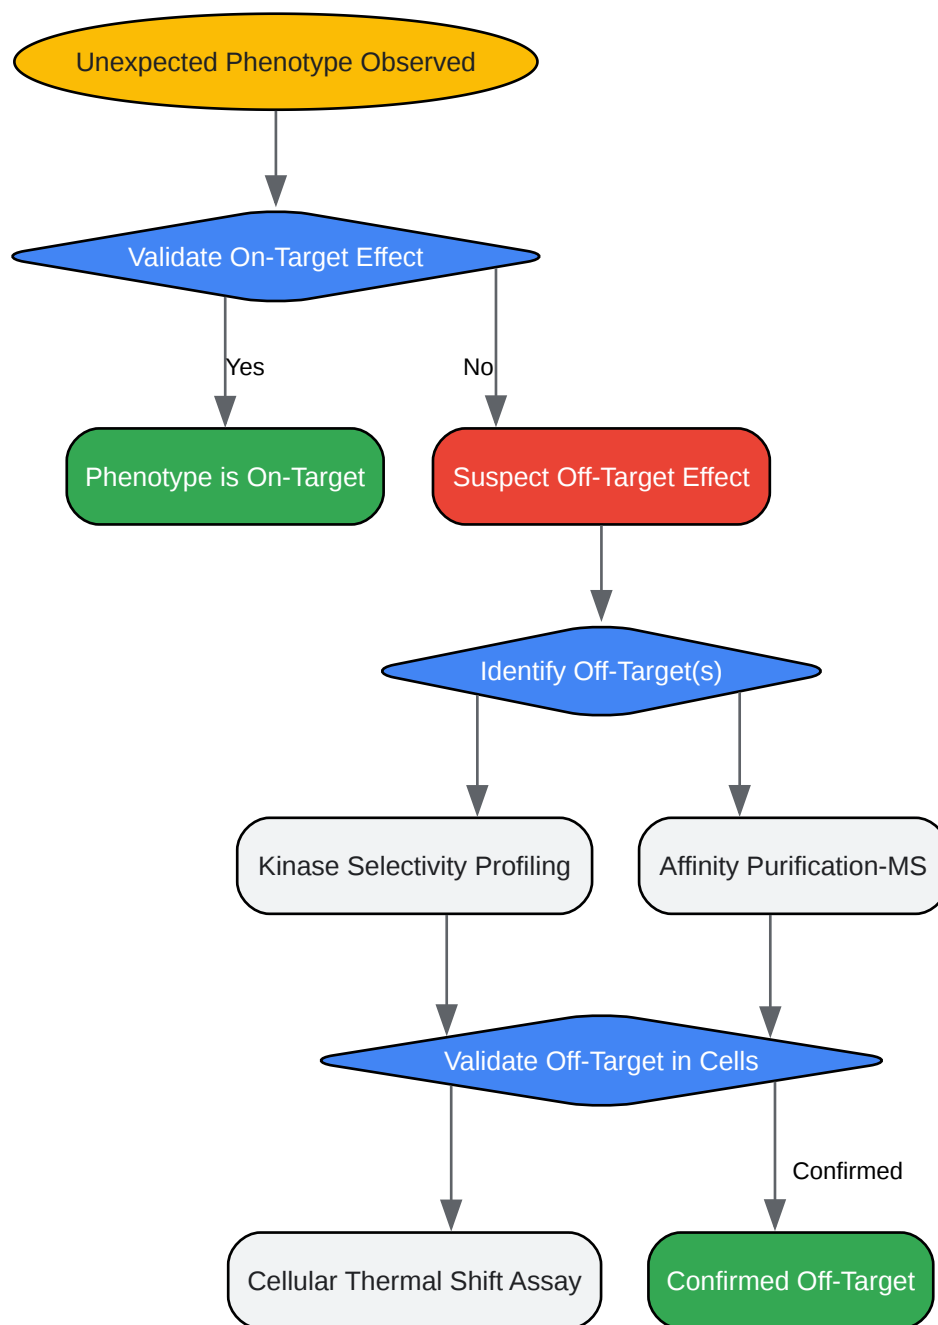 Unexpected Phenotype Observed
Validate On-Target Effect
Yes
No
Phenotype is On-Target
Suspect Off-Target Effect
Identify Off-Target(s)
Kinase Selectivity Profiling
Affinity Purification-MS
Validate Off-Target in Cells
Confirmed
Cellular Thermal Shift Assay
Confirmed Off-Target